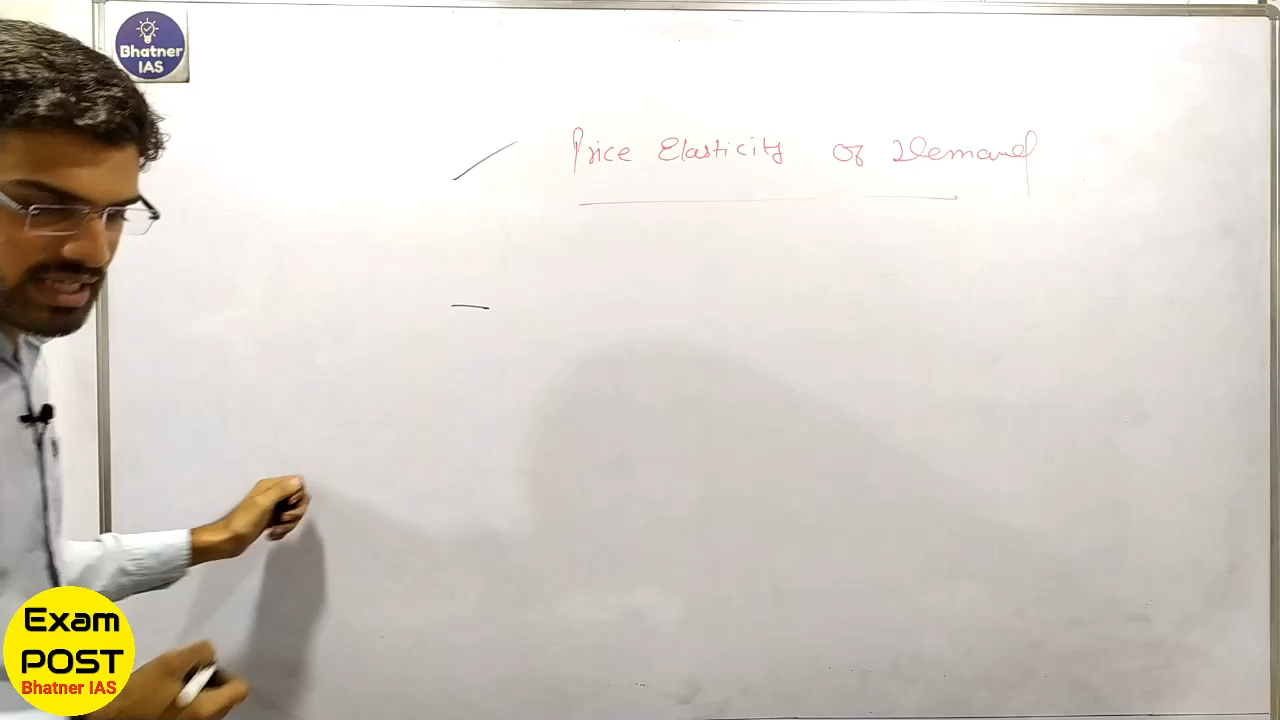 Bhatner
IAS
Price Elasticity Of Demand
Exam
POST
Bhatner IAS